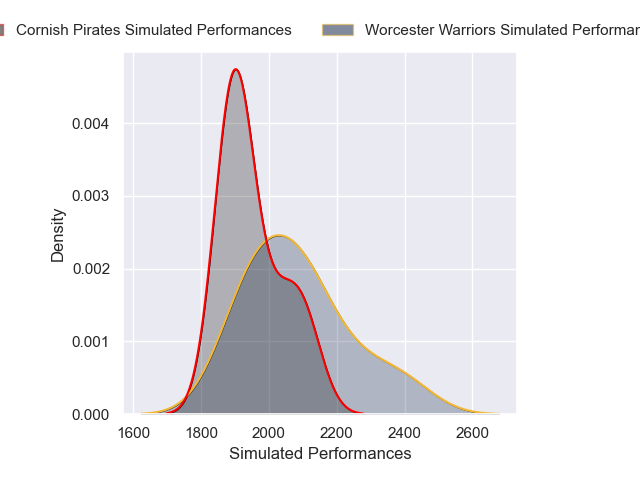 Cornish Pirates Simulated Performances
Worcester Warriors Simulated
0.004
0.003
0.002
0.001
0.000
Density
1600 1800 2000 2200 2400 2600
Simulated Performances